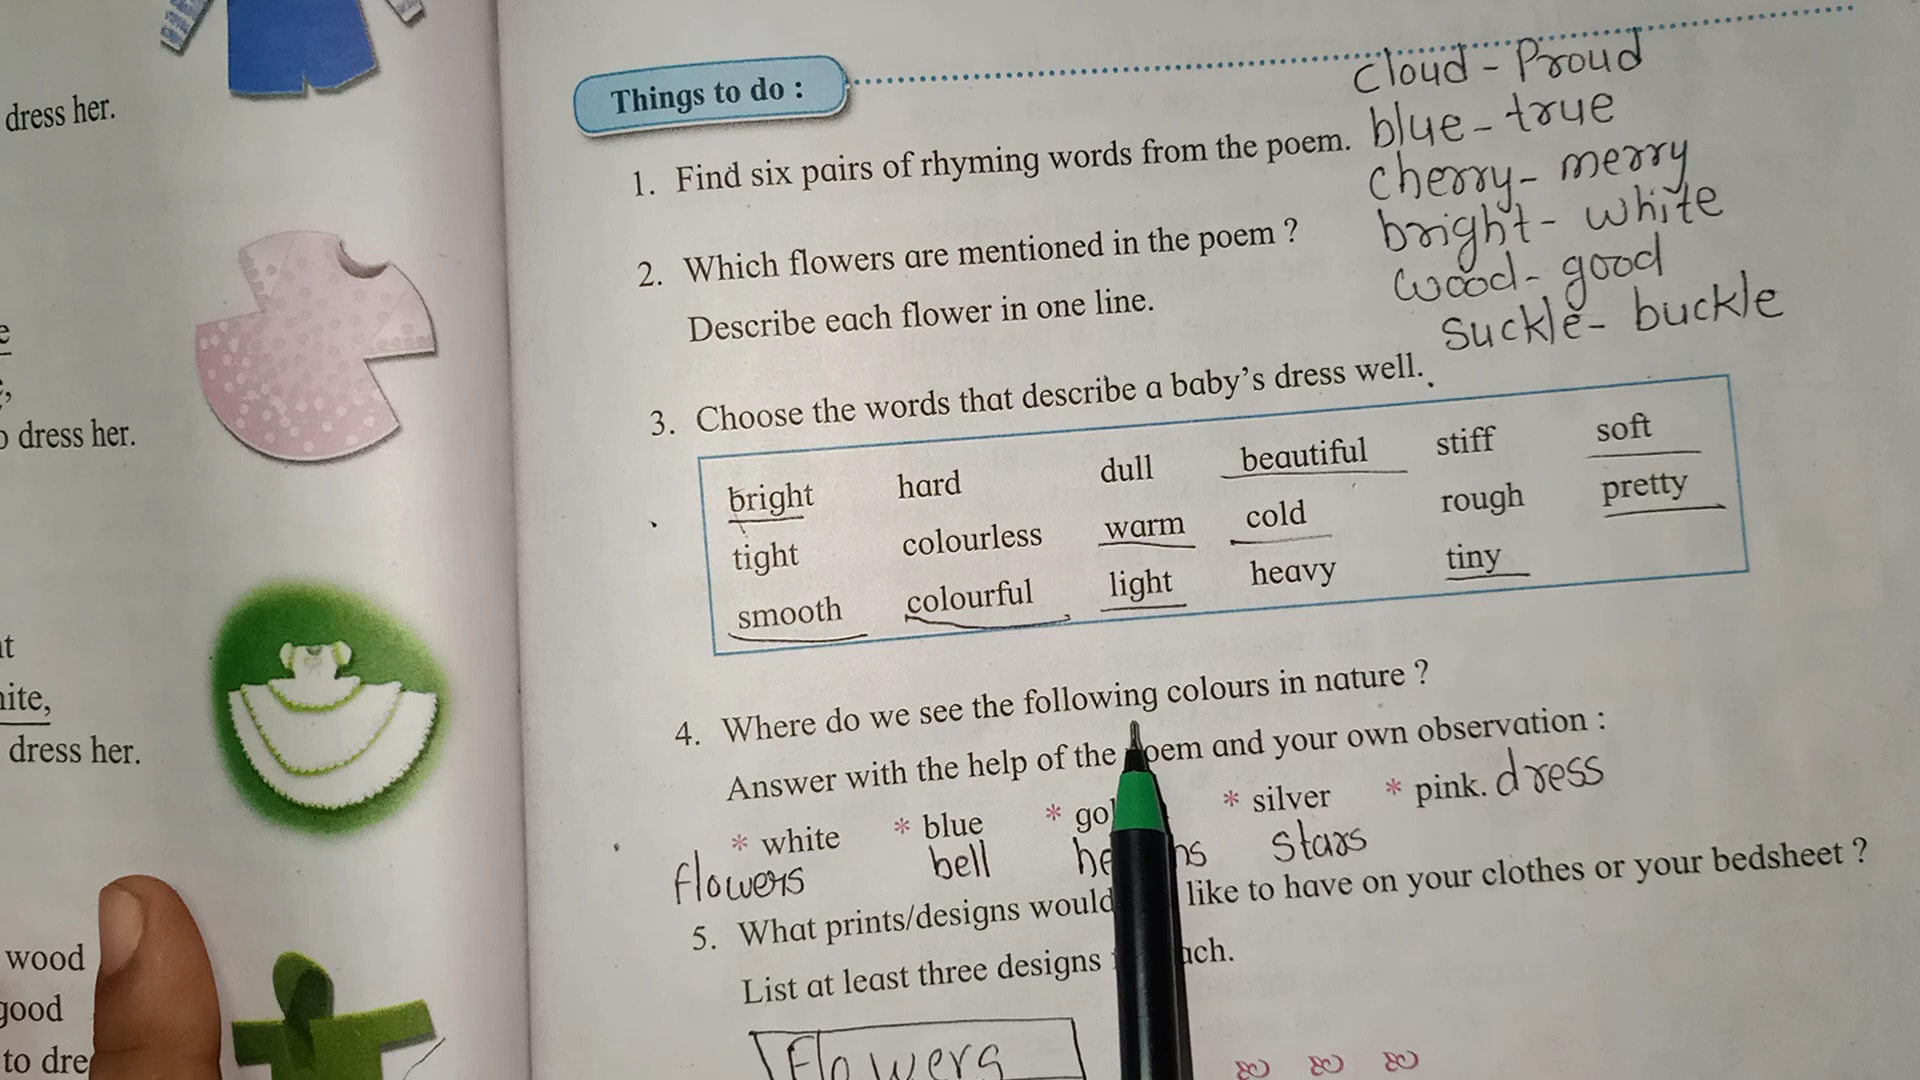 dress her.
dress her.
hite,
dress her.
wood
good
to dre
Things to do :
cloud - Proud
blue - true
cherry - merry
bright - white
wood - good
suckle - buckle
1. Find six pairs of rhyming words from the poem.
2. Which flowers are mentioned in the poem ?
Describe each flower in one line.
3. Choose the words that describe a baby's dress well.
bright hard dull beautiful stiff soft
tight colourless warm cold rough pretty
smooth colourful light heavy tiny
4. Where do we see the following colours in nature ?
Answer with the help of the poem and your own observation :
* white * blue * go * silver * pink. dress
flowers bell he ns stars
5. What prints/designs would like to have on your clothes or your bedsheet ?
List at least three designs ach.
Flowers